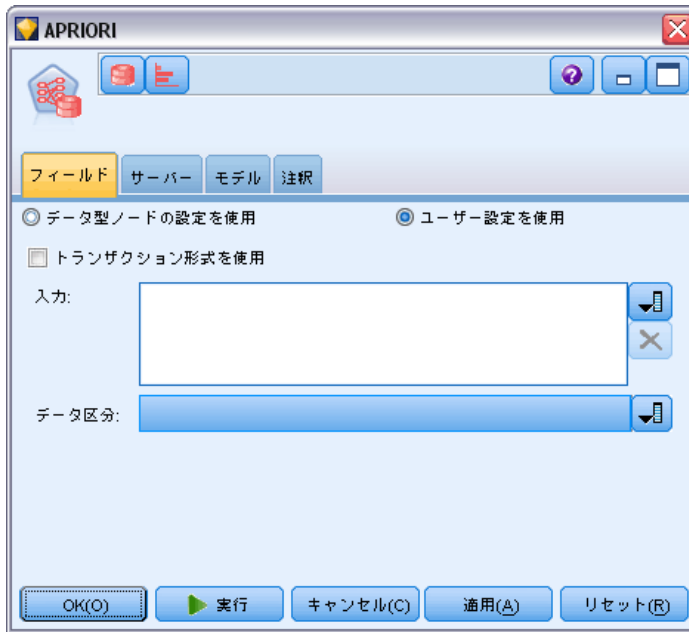 APRIORI
フィールド サーバー モデル 注釈
データ型ノードの設定を使用 ユーザー設定を使用
トランザクション形式を使用
入力:
データ区分:
OK(O) 実行 キャンセル(C) 適用(A) リセット(R)